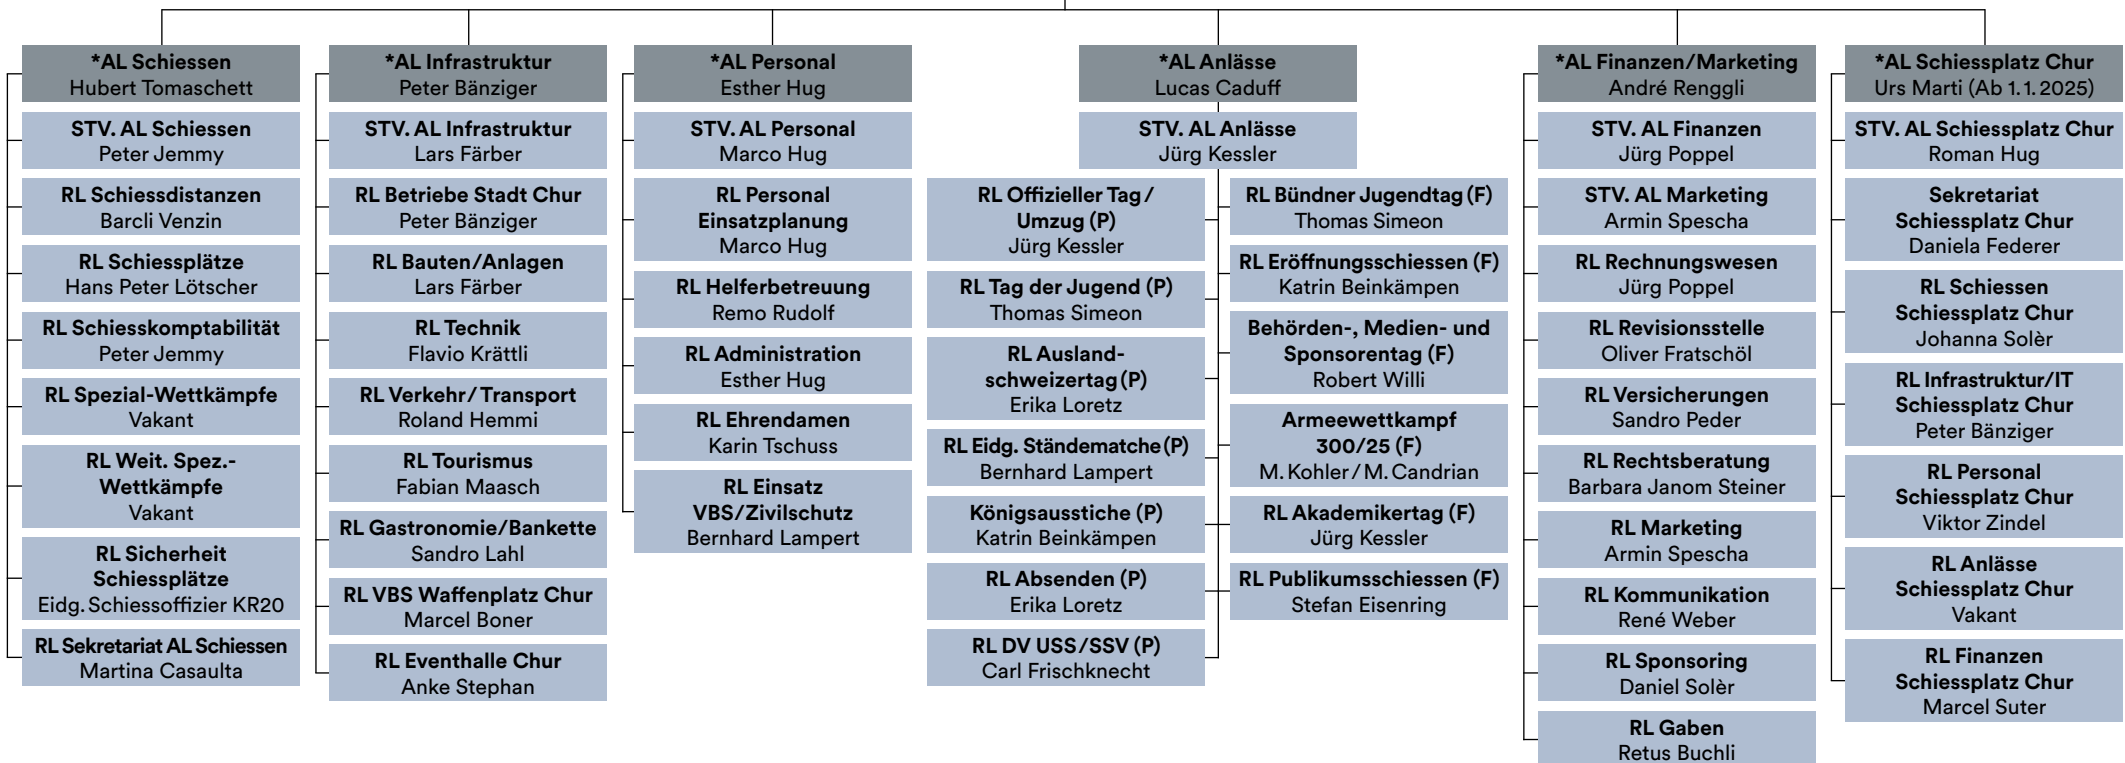 *AL Schiessen
Hubert Tomaschett
STV. AL Schiessen
Peter Jemmy
RL Schiessdistanzen
Barcli Venzin
RL Schiessplätze
Hans Peter Lötscher
RL Schiesskomptabilität
Peter Jemmy
RL Spezial-Wettkämpfe
Vakant
RL Weit. Spez.-
Wettkämpfe
Vakant
RL Sicherheit
Schiessplätze
Eidg. Schiessoffizier KR20
RL Sekretariat AL Schiessen
Martina Casaulta
*AL Infrastruktur
Peter Bänziger
STV. AL Infrastruktur
Lars Färber
RL Betriebe Stadt Chur
Peter Bänziger
RL Bauten/Anlagen
Lars Färber
RL Technik
Flavio Krättli
RL Verkehr/Transport
Roland Hemmi
RL Tourismus
Fabian Maasch
RL Gastronomie/Bankette
Sandro Lahl
RL VBS Waffenplatz Chur
Marcel Boner
RL Eventhalle Chur
Anke Stephan
*AL Personal
Esther Hug
STV. AL Personal
Marco Hug
RL Personal
Einsatzplanung
Marco Hug
RL Helferbetreuung
Remo Rudolf
RL Administration
Esther Hug
RL Ehrendamen
Karin Tschuss
RL Einsatz
VBS/Zivilschutz
Bernhard Lampert
*AL Anlässe
Lucas Caduff
STV. AL Anlässe
Jürg Kessler
RL Offizieller Tag/
Umzug (P)
Jürg Kessler
RL Tag der Jugend (P)
Thomas Simeon
RL Ausland-
schweizertag (P)
Erika Loretz
RL Eidg. Ständematche (P)
Bernhard Lampert
Königsausstiche (P)
Katrin Beinkämpen
RL Absenden (P)
Erika Loretz
RL DV USS/SSV (P)
Carl Frischknecht
RL Bündner Jugendtag (F)
Thomas Simeon
RL Eröffnungsschiessen (F)
Katrin Beinkämpen
Behörden-, Medien- und
Sponsorentag (F)
Robert Willi
Armeewettkampf
300/25 (F)
M. Kohler/M. Candrian
RL Akademikertag (F)
Jürg Kessler
RL Publikumsschiessen (F)
Stefan Eisenring
*AL Finanzen/Marketing
André Renggli
STV. AL Finanzen
Jürg Poppel
STV. AL Marketing
Armin Spescha
RL Rechnungswesen
Jürg Poppel
RL Revisionsstelle
Oliver Fratschöl
RL Versicherungen
Sandro Peder
RL Rechtsberatung
Barbara Janom Steiner
RL Marketing
Armin Spescha
RL Kommunikation
René Weber
RL Sponsoring
Daniel Solèr
RL Gaben
Retus Buchli
*AL Schiessplatz Chur
Urs Marti (Ab 1.1.2025)
STV. AL Schiessplatz Chur
Roman Hug
Sekretariat
Schiessplatz Chur
Daniela Federer
RL Schiessen
Schiessplatz Chur
Johanna Solèr
RL Infrastruktur/IT
Schiessplatz Chur
Peter Bänziger
RL Personal
Schiessplatz Chur
Viktor Zindel
RL Anlässe
Schiessplatz Chur
Vakant
RL Finanzen
Schiessplatz Chur
Marcel Suter